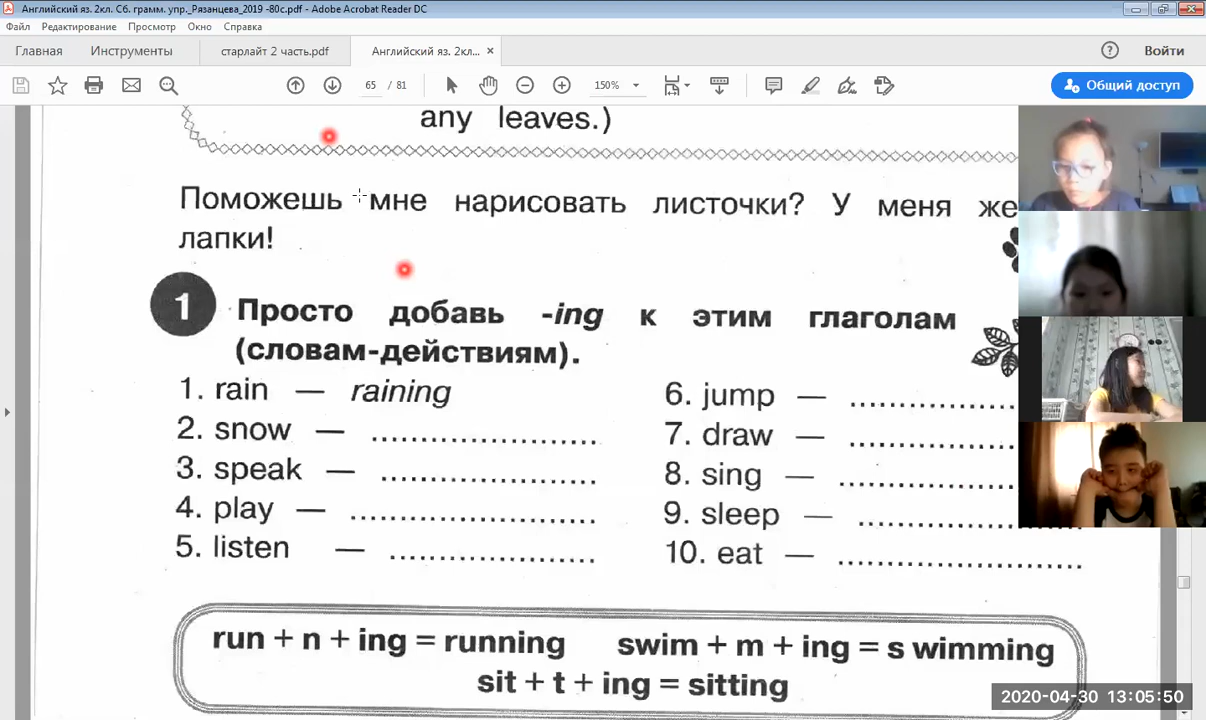 Английский яз. 2кл. Сб. грамм. упр._Рязанцева_2019 -80с.pdf - Adobe Acrobat Reader DC
Файл Редактирование Просмотр Окно Справка
Главная Инструменты старлайт 2 часть.pdf Английский яз. 2кл... × Войти
65 / 81 150% Общий доступ
any leaves.)
Поможешь мне нарисовать листочки? У меня же
лапки!
1 Просто добавь -ing к этим глаголам
(словам-действиям).
1. rain — raining
2. snow — ..............................
3. speak — ............................
4. play — ................................
5. listen — ...........................
6. jump — ......................
7. draw — ......................
8. sing — .......................
9. sleep — .............................
10. eat — ...............................
run + n + ing = running swim + m + ing = s wimming
sit + t + ing = sitting
2020-04-30 13:05:50